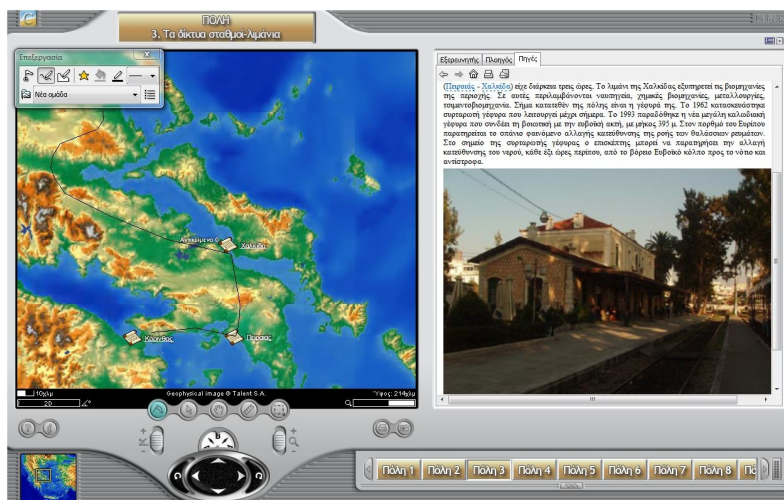 ΠΟΛΗ
3. Τα δίκτυα σταθμοί-λιμάνια
Επεξεργασία
Νέα ομάδα
Αντικείμενο 0
Χαλκίδα
Κόρινθος
Πειραιάς
10χλμ
Geophysical image © Talent S.A.
Ύψος: 214χλμ
2D
Εξερευνητής Πλοηγός Πηγές
(Πειραιάς - Χαλκίδα) είχε διάρκεια τρεις ώρες. Το λιμάνι της Χαλκίδας εξυπηρετεί τις βιομηχανίες
της περιοχής. Σε αυτές περιλαμβάνονται ναυπηγεία, χημικές βιομηχανίες, μεταλλουργίες,
τσιμεντοβιομηχανία. Σήμα κατατεθέν της πόλης είναι η γέφυρά της. Το 1962 κατασκευάστηκε
συρταρωτή γέφυρα που λειτουργεί μέχρι σήμερα. Το 1993 παραδόθηκε η νέα μεγάλη καλωδιακή
γέφυρα που συνδέει τη βοιωτική με την ευβοϊκή ακτή, με μήκος 395 μ. Στον πορθμό του Ευρίπου
παρατηρείται το σπάνιο φαινόμενο αλλαγής κατεύθυνσης της ροής των θαλάσσιων ρευμάτων.
Στο σημείο της συρταρωτής γέφυρας ο επισκέπτης μπορεί να παρατηρήσει την αλλαγή
κατεύθυνσης του νερού, κάθε έξι ώρες περίπου, από το βόρειο Ευβοϊκό κόλπο προς το νότιο και
αντίστροφα.
Πόλη 1 Πόλη 2 Πόλη 3 Πόλη 4 Πόλη 5 Πόλη 6 Πόλη 7 Πόλη 8 Πό